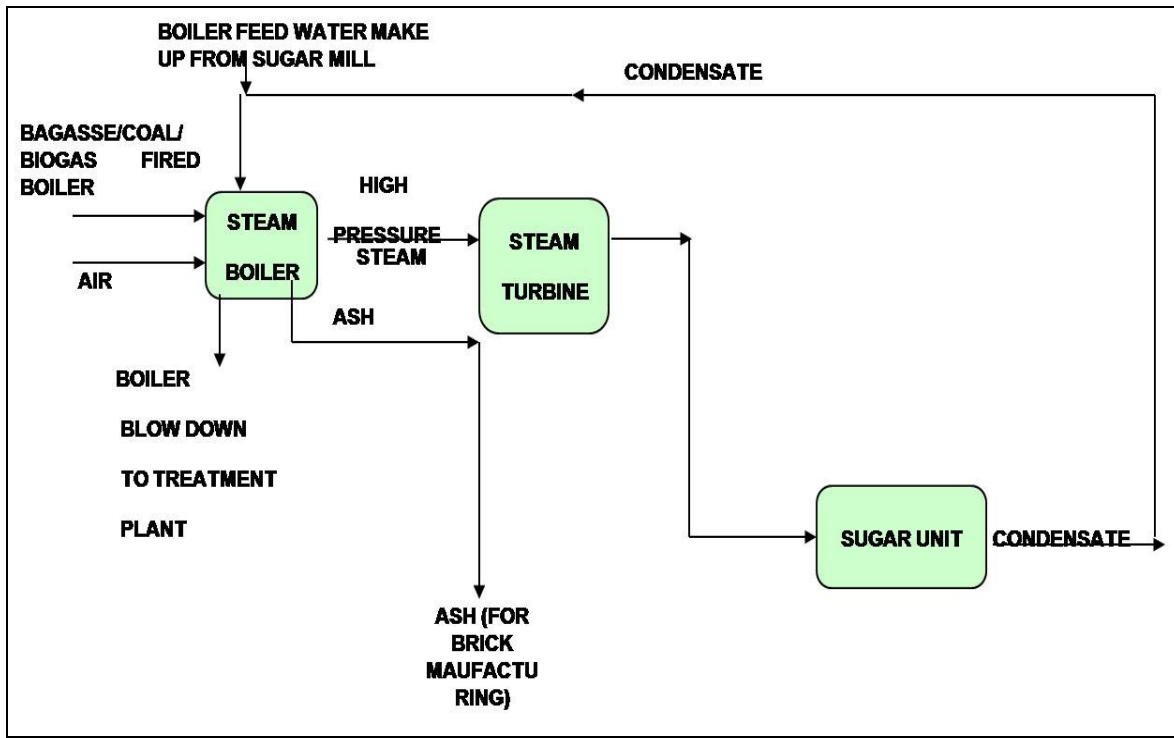 BOILER FEED WATER MAKE
UP FROM SUGAR MILL
CONDENSATE
BAGASSE/COAL/
BIOGAS FIRED
BOILER
AIR
STEAM
BOILER
HIGH
PRESSURE
STEAM
STEAM
TURBINE
ASH
BOILER
BLOW DOWN
TO TREATMENT
PLANT
SUGAR UNIT
CONDENSATE
ASH (FOR
BRICK
MAUFACTU
RING)